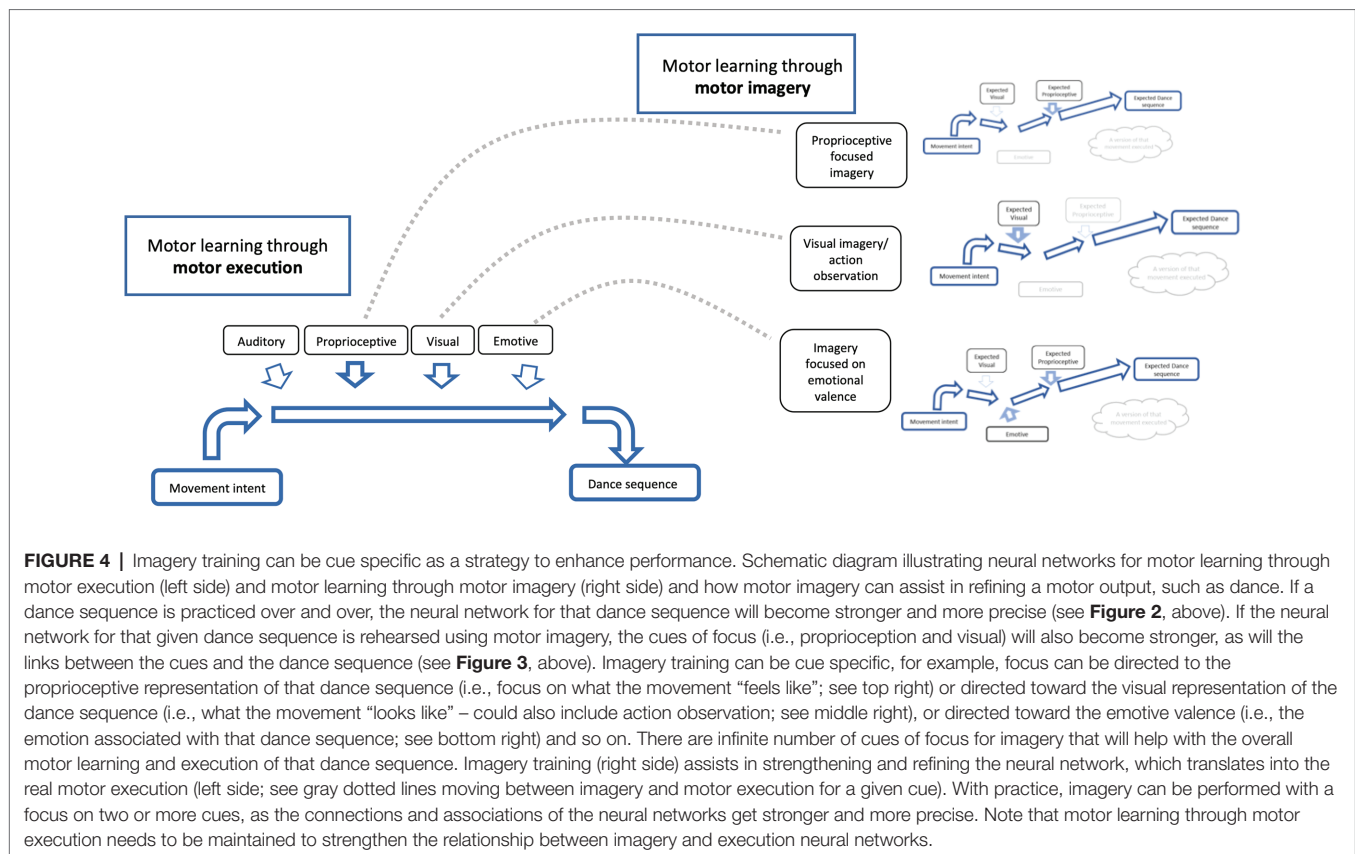 Motor learning through
motor imagery
Proprioceptive
focused
imagery
Expected
Visual
Expected
Proprioceptive
Expected Dance
sequence
Movement intent
Emotive
A version of that
movement executed
Motor learning through
motor execution
Visual imagery/
action
observation
Expected
Visual
Expected
Proprioceptive
Expected Dance
sequence
Movement intent
Emotive
A version of that
movement executed
Auditory
Proprioceptive
Visual
Emotive
Imagery
focused on
emotional
valence
Expected
Visual
Expected
Proprioceptive
Expected Dance
sequence
Movement intent
Emotive
A version of that
movement executed
Movement intent
Dance sequence
FIGURE 4 | Imagery training can be cue specific as a strategy to enhance performance. Schematic diagram illustrating neural networks for motor learning through
motor execution (left side) and motor learning through motor imagery (right side) and how motor imagery can assist in refining a motor output, such as dance. If a
dance sequence is practiced over and over, the neural network for that dance sequence will become stronger and more precise (see Figure 2, above). If the neural
network for that given dance sequence is rehearsed using motor imagery, the cues of focus (i.e., proprioception and visual) will also become stronger, as will the
links between the cues and the dance sequence (see Figure 3, above). Imagery training can be cue specific, for example, focus can be directed to the
proprioceptive representation of that dance sequence (i.e., focus on what the movement “feels like”; see top right) or directed toward the visual representation of the
dance sequence (i.e., what the movement “looks like” – could also include action observation; see middle right), or directed toward the emotive valence (i.e., the
emotion associated with that dance sequence; see bottom right) and so on. There are infinite number of cues of focus for imagery that will help with the overall
motor learning and execution of that dance sequence. Imagery training (right side) assists in strengthening and refining the neural network, which translates into the
real motor execution (left side; see gray dotted lines moving between imagery and motor execution for a given cue). With practice, imagery can be performed with a
focus on two or more cues, as the connections and associations of the neural networks get stronger and more precise. Note that motor learning through motor
execution needs to be maintained to strengthen the relationship between imagery and execution neural networks.